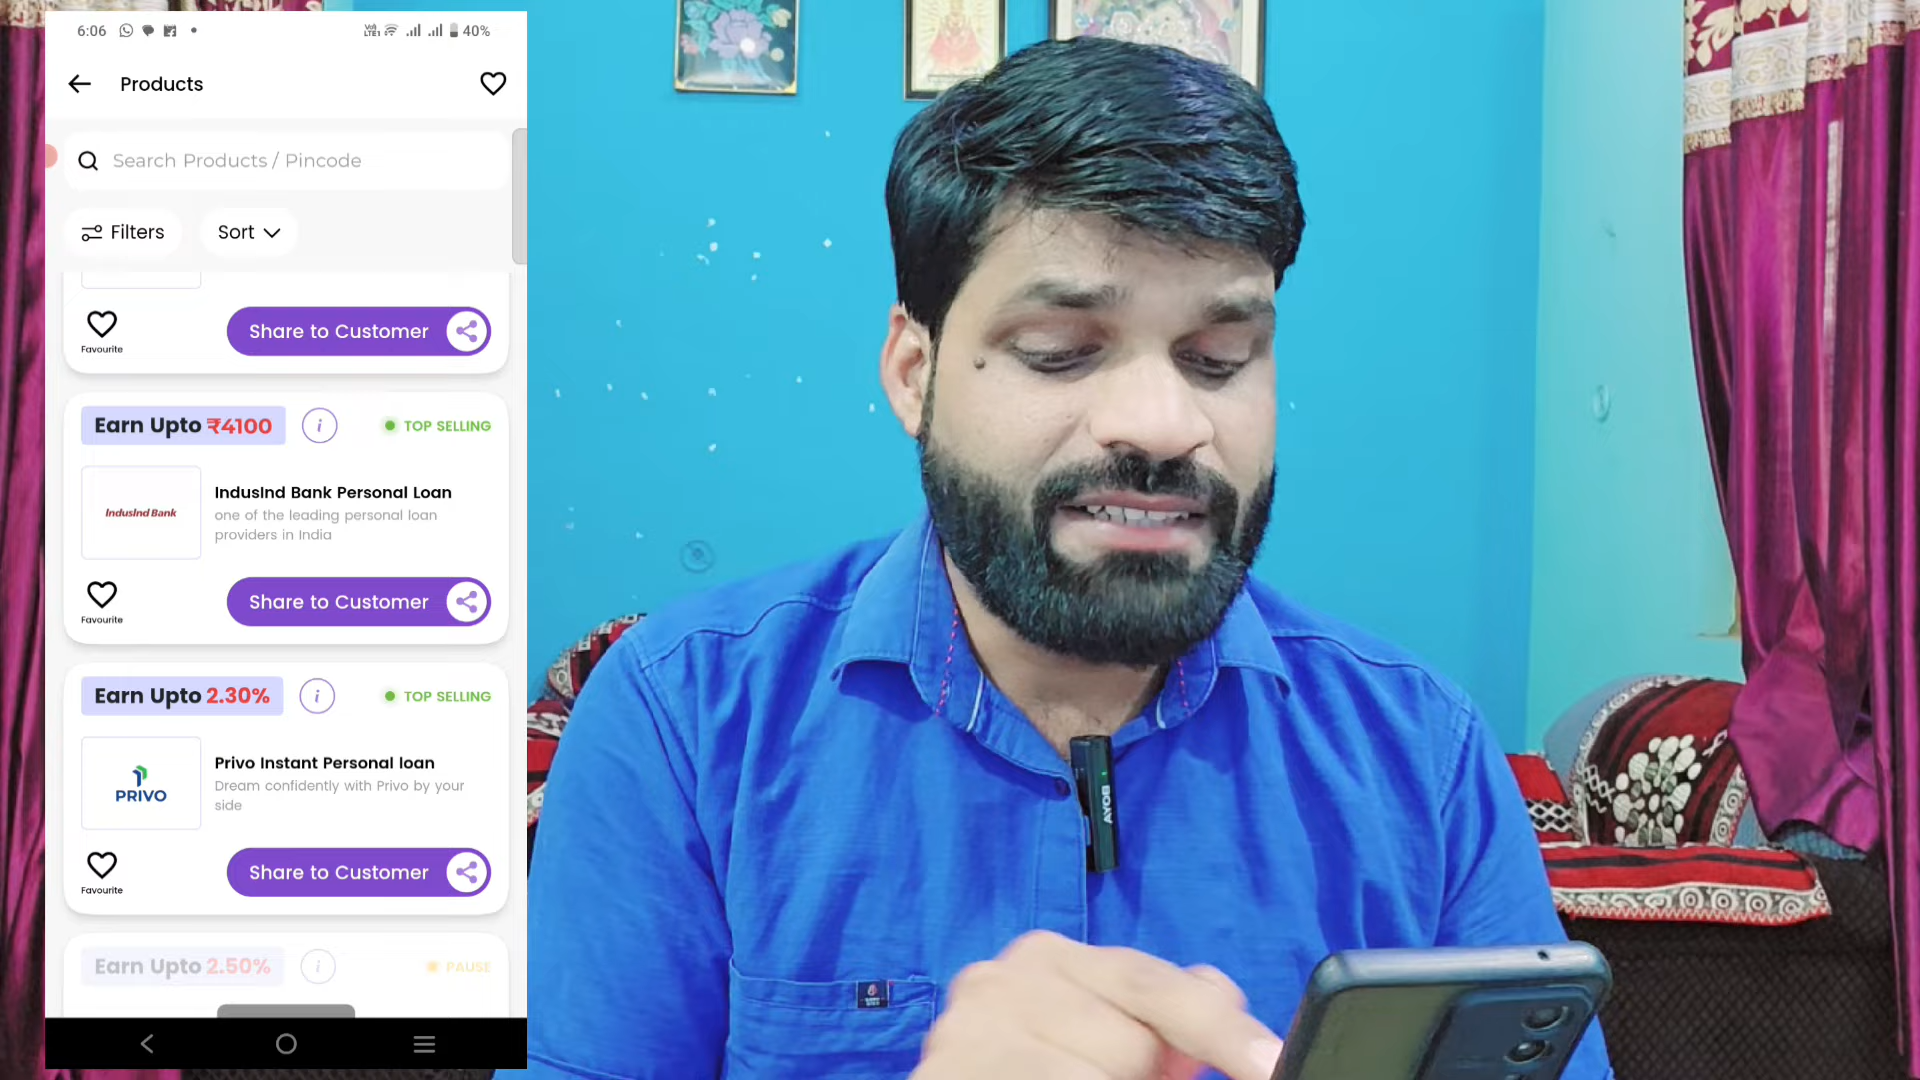 6:06
VoLTE1 40%
Products
Search Products / Pincode
Filters
Sort
Favourite
Share to Customer
Earn Upto ₹4100
i
TOP SELLING
IndusInd Bank
IndusInd Bank Personal Loan
one of the leading personal loan
providers in India
Favourite
Share to Customer
Earn Upto 2.30%
i
TOP SELLING
PRIVO
Privo Instant Personal loan
Dream confidently with Privo by your
side
Favourite
Share to Customer
Earn Upto 2.50%
i
PAUSE
BOYA